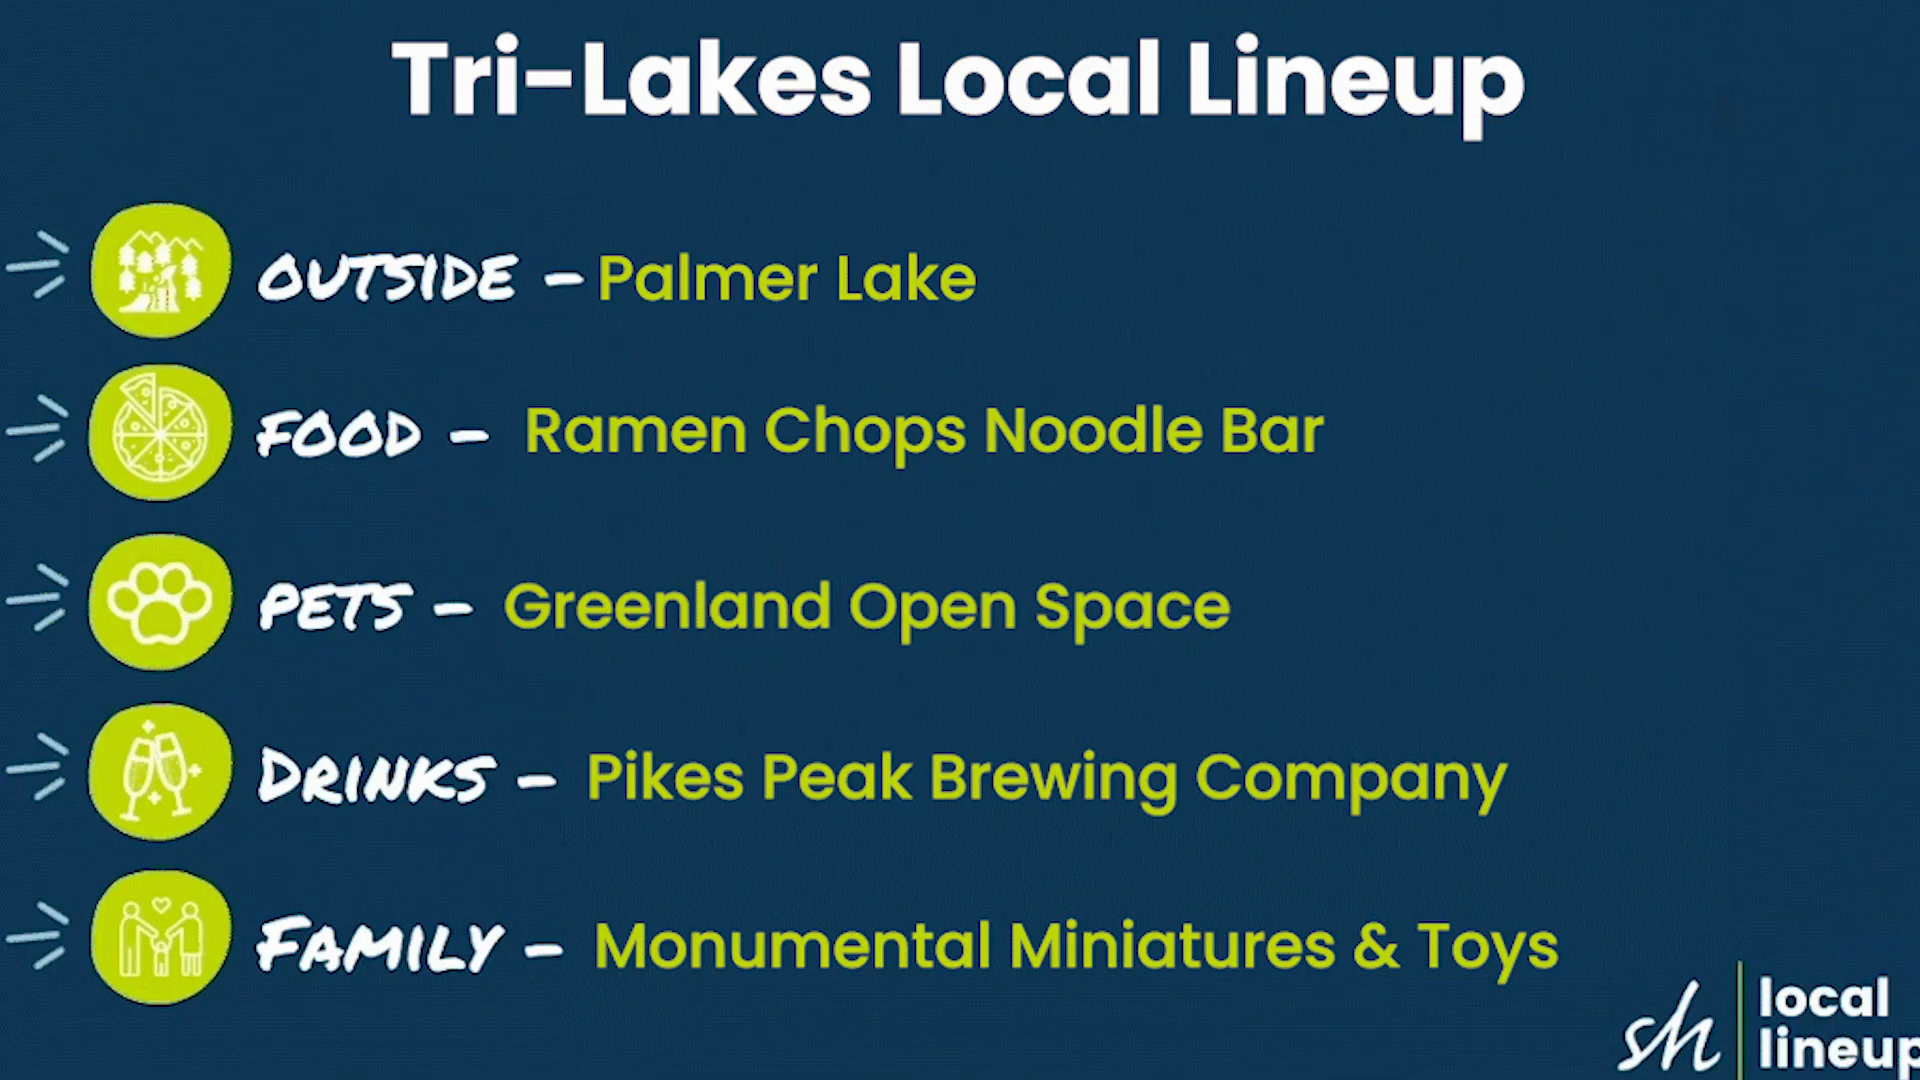 Tri-Lakes Local Lineup
OUTSIDE - Palmer Lake
FOOD - Ramen Chops Noodle Bar
PETS - Greenland Open Space
DRINKS - Pikes Peak Brewing Company
FAMILY - Monumental Miniatures & Toys
sh local
lineup